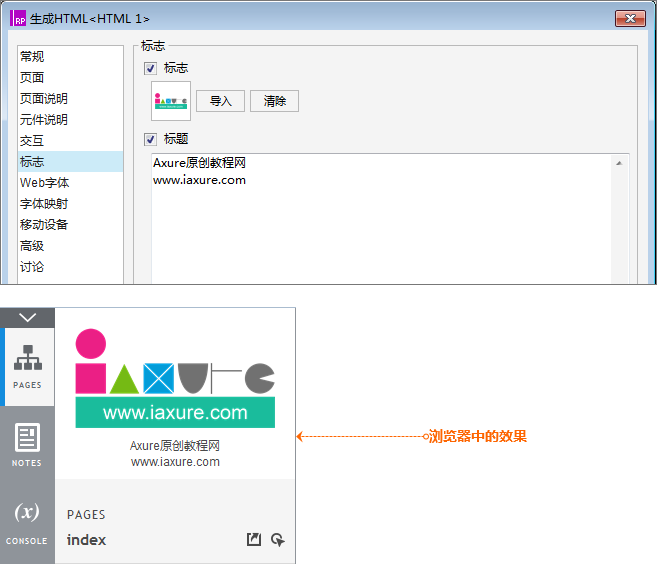 RP 生成HTML<HTML 1>
标志
常规
页面
页面说明
元件说明
交互
标志
Web字体
字体映射
移动设备
高级
讨论
标志
导入
清除
标题
Axure原创教程网
www.iaxure.com
PAGES
NOTES
(x)
CONSOLE
iaxure
www.iaxure.com
Axure原创教程网
www.iaxure.com
PAGES
index
浏览器中的效果